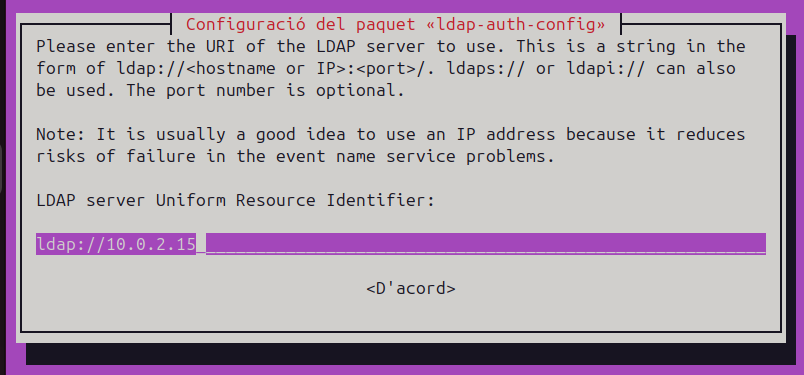 Configuració del paquet «ldap-auth-config»
Please enter the URI of the LDAP server to use. This is a string in the
form of ldap://<hostname or IP>:<port>/. ldaps:// or ldapi:// can also
be used. The port number is optional.
Note: It is usually a good idea to use an IP address because it reduces
risks of failure in the event name service problems.
LDAP server Uniform Resource Identifier:
ldap://10.0.2.15
<D'acord>